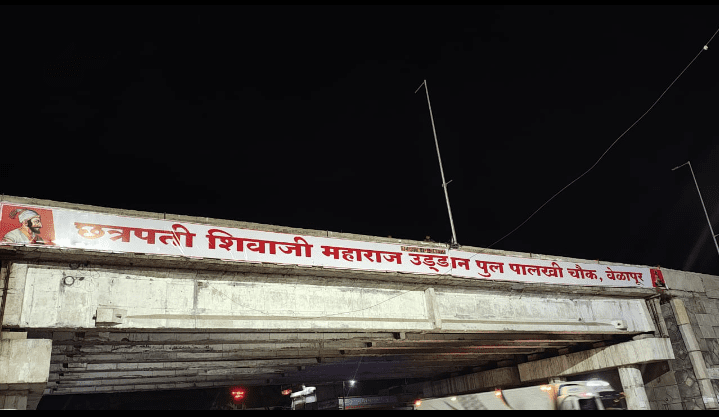 छत्रपती शिवाजी महाराज उड्डान पुल पालखी चौक, वेळापूर